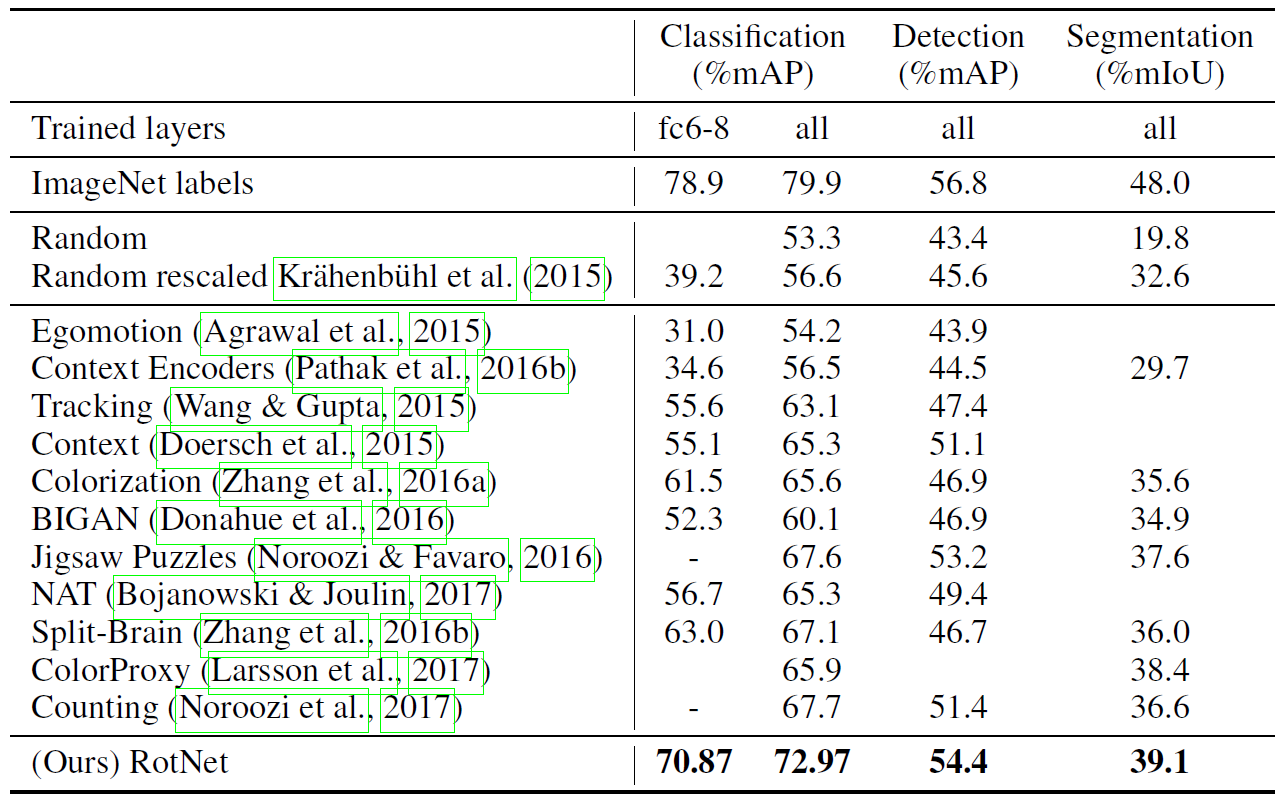 Classification Detection Segmentation
(%mAP) (%mAP) (%mIoU)
Trained layers fc6-8 all all all
ImageNet labels 78.9 79.9 56.8 48.0
Random 53.3 43.4 19.8
Random rescaled Krähenbühl et al. (2015) 39.2 56.6 45.6 32.6
Egomotion (Agrawal et al., 2015) 31.0 54.2 43.9
Context Encoders (Pathak et al., 2016b) 34.6 56.5 44.5 29.7
Tracking (Wang & Gupta, 2015) 55.6 63.1 47.4
Context (Doersch et al., 2015) 55.1 65.3 51.1
Colorization (Zhang et al., 2016a) 61.5 65.6 46.9 35.6
BIGAN (Donahue et al., 2016) 52.3 60.1 46.9 34.9
Jigsaw Puzzles (Noroozi & Favaro, 2016) - 67.6 53.2 37.6
NAT (Bojanowski & Joulin, 2017) 56.7 65.3 49.4
Split-Brain (Zhang et al., 2016b) 63.0 67.1 46.7 36.0
ColorProxy (Larsson et al., 2017) 65.9 38.4
Counting (Noroozi et al., 2017) - 67.7 51.4 36.6
(Ours) RotNet 70.87 72.97 54.4 39.1